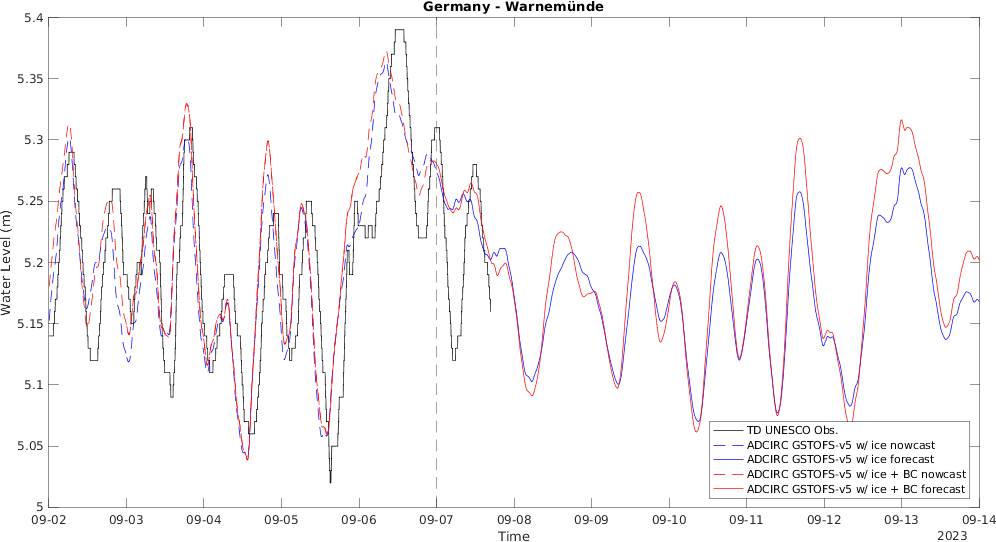 Germany - Warnemünde
5.4
5.35
5.3
5.25
5.2
5.15
5.1
5.05
5
Water Level (m)
TD UNESCO Obs.
ADCIRC GSTOFS-v5 w/ ice nowcast
ADCIRC GSTOFS-v5 w/ ice forecast
ADCIRC GSTOFS-v5 w/ ice + BC nowcast
ADCIRC GSTOFS-v5 w/ ice + BC forecast
09-02 09-03 09-04 09-05 09-06 09-07 09-08 09-09 09-10 09-11 09-12 09-13 09-14
Time
2023